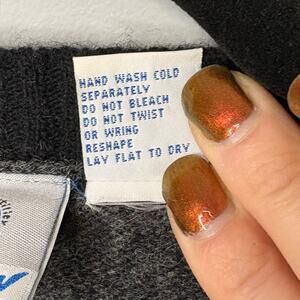 HAND WASH COLD
SEPARATELY
DO NOT BLEACH
DO NOT TWIST
OR WRING
RESHAPE
LAY FLAT TO DRY